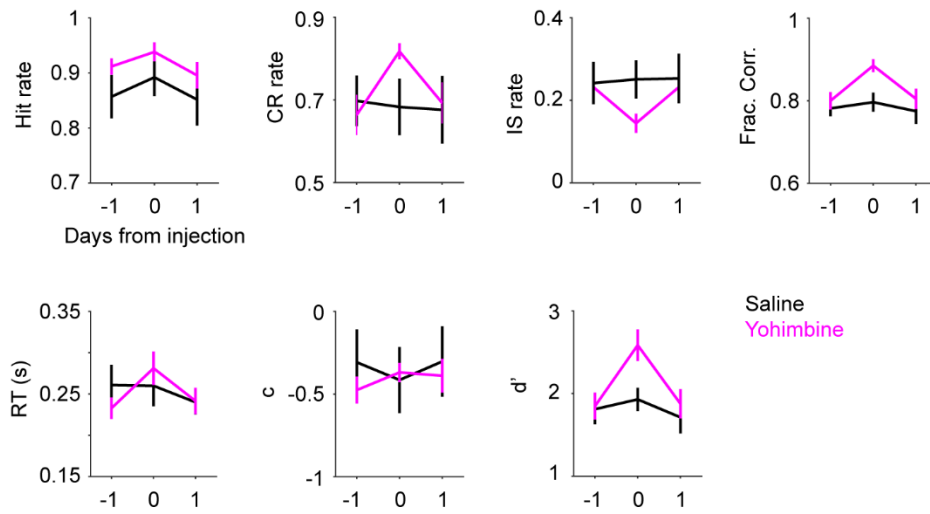 Hit rate
1
0.9
0.8
0.7
-1 0 1
Days from injection
CR rate
0.9
0.7
0.5
-1 0 1
IS rate
0.4
0.2
0
-1 0 1
Frac. Corr.
1
0.8
0.6
-1 0 1
RT (s)
0.35
0.25
0.15
-1 0 1
c
0
-0.5
-1
-1 0 1
d'
3
2
1
-1 0 1
Saline
Yohimbine